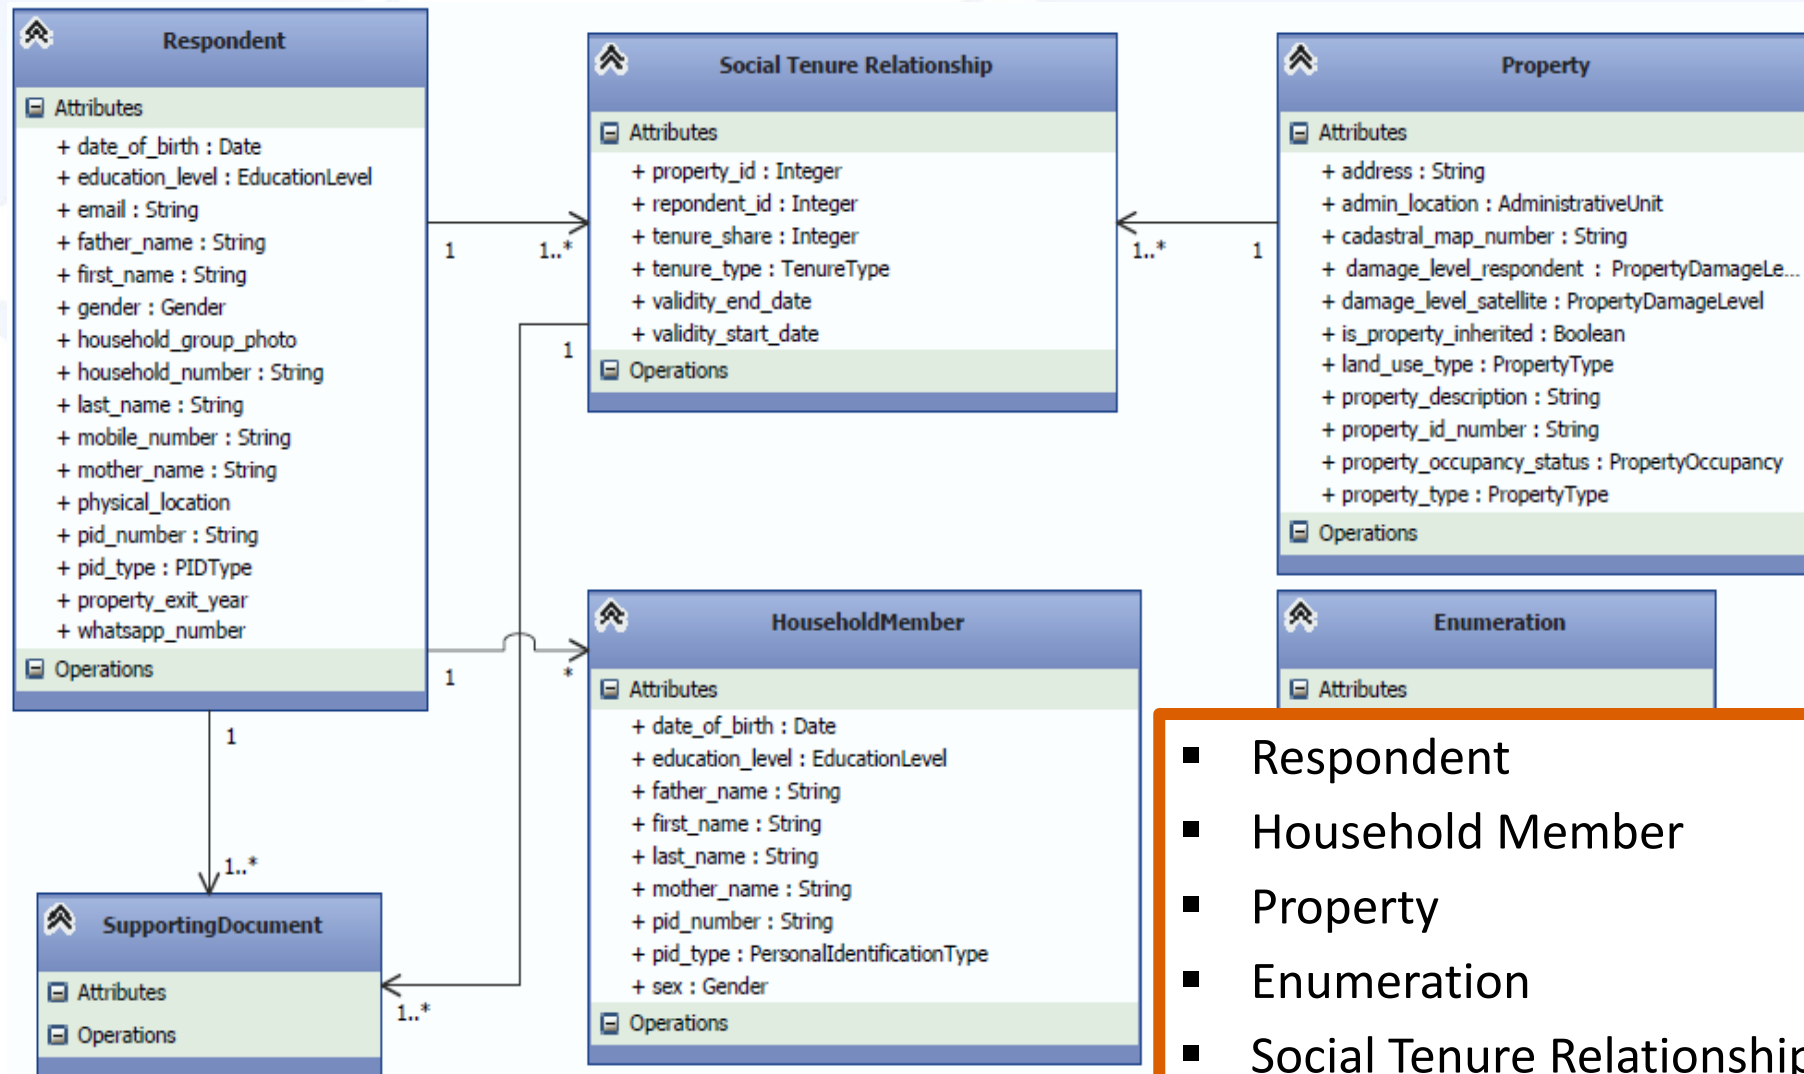 Respondent
Attributes
+ date_of_birth : Date
+ education_level : EducationLevel
+ email : String
+ father_name : String
+ first_name : String
+ gender : Gender
+ household_group_photo
+ household_number : String
+ last_name : String
+ mobile_number : String
+ mother_name : String
+ physical_location
+ pid_number : String
+ pid_type : PIDType
+ property_exit_year
+ whatsapp_number
Operations
1
1..*
Social Tenure Relationship
Attributes
+ property_id : Integer
+ repondent_id : Integer
+ tenure_share : Integer
+ tenure_type : TenureType
+ validity_end_date
+ validity_start_date
Operations
1..*
1
Property
Attributes
+ address : String
+ admin_location : AdministrativeUnit
+ cadastral_map_number : String
+ damage_level_respondent : PropertyDamageLe...
+ damage_level_satellite : PropertyDamageLevel
+ is_property_inherited : Boolean
+ land_use_type : PropertyType
+ property_description : String
+ property_id_number : String
+ property_occupancy_status : PropertyOccupancy
+ property_type : PropertyType
Operations
1
1
*
HouseholdMember
Attributes
+ date_of_birth : Date
+ education_level : EducationLevel
+ father_name : String
+ first_name : String
+ last_name : String
+ mother_name : String
+ pid_number : String
+ pid_type : PersonalIdentificationType
+ sex : Gender
Operations
Enumeration
Attributes
1
1..*
SupportingDocument
Attributes
Operations
1..*
▪ Respondent
▪ Household Member
▪ Property
▪ Enumeration
▪ Social Tenure Relationship